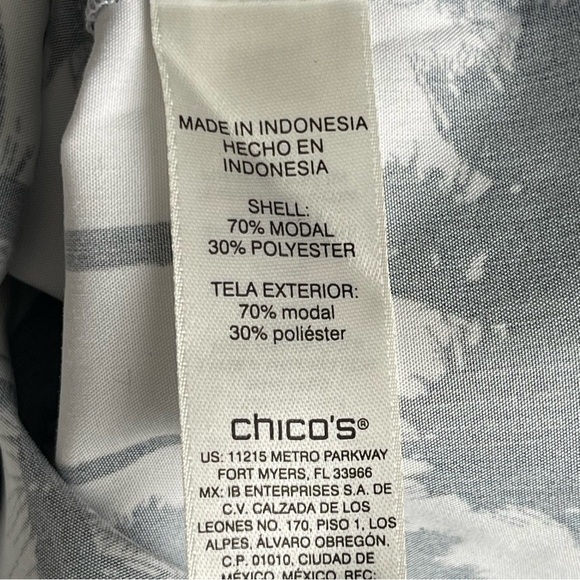 MADE IN INDONESIA
HECHO EN
INDONESIA
SHELL:
70% MODAL
30% POLYESTER
TELA EXTERIOR:
70% modal
30% poliéster
chico's®
US: 11215 METRO PARKWAY
FORT MYERS, FL 33966
MX: IB ENTERPRISES S.A. DE
C.V. CALZADA DE LOS
LEONES NO. 170, PISO 1, LOS
ALPES, ÁLVARO OBREGÓN.
C.P. 01010, CIUDAD DE
MÉXICO, MÉXICO, RFC: